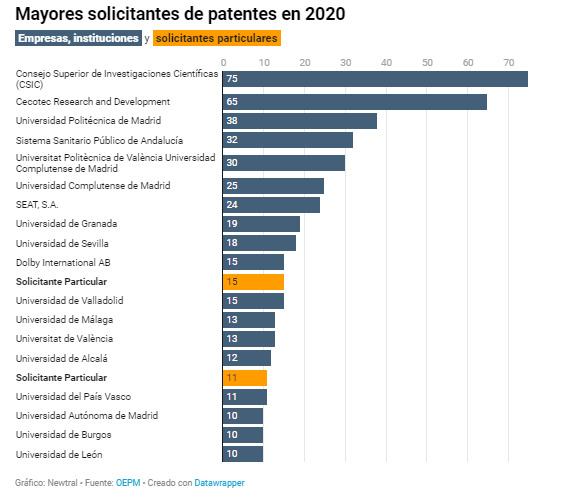 Mayores solicitantes de patentes en 2020
Empresas, instituciones y solicitantes particulares
0 10 20 30 40 50 60 70
Consejo Superior de Investigaciones Científicas
(CSIC) 75
Cecotec Research and Development 65
Universidad Politécnica de Madrid 38
Sistema Sanitario Público de Andalucía 32
Universitat Politècnica de València Universidad
Complutense de Madrid 30
Universidad Complutense de Madrid 25
SEAT, S.A. 24
Universidad de Granada 19
Universidad de Sevilla 18
Dolby International AB 15
Solicitante Particular 15
Universidad de Valladolid 15
Universidad de Málaga 13
Universitat de València 13
Universidad de Alcalá 12
Solicitante Particular 11
Universidad del País Vasco 11
Universidad Autónoma de Madrid 10
Universidad de Burgos 10
Universidad de León 10
Gráfico: Newtral • Fuente: OEPM • Creado con Datawrapper